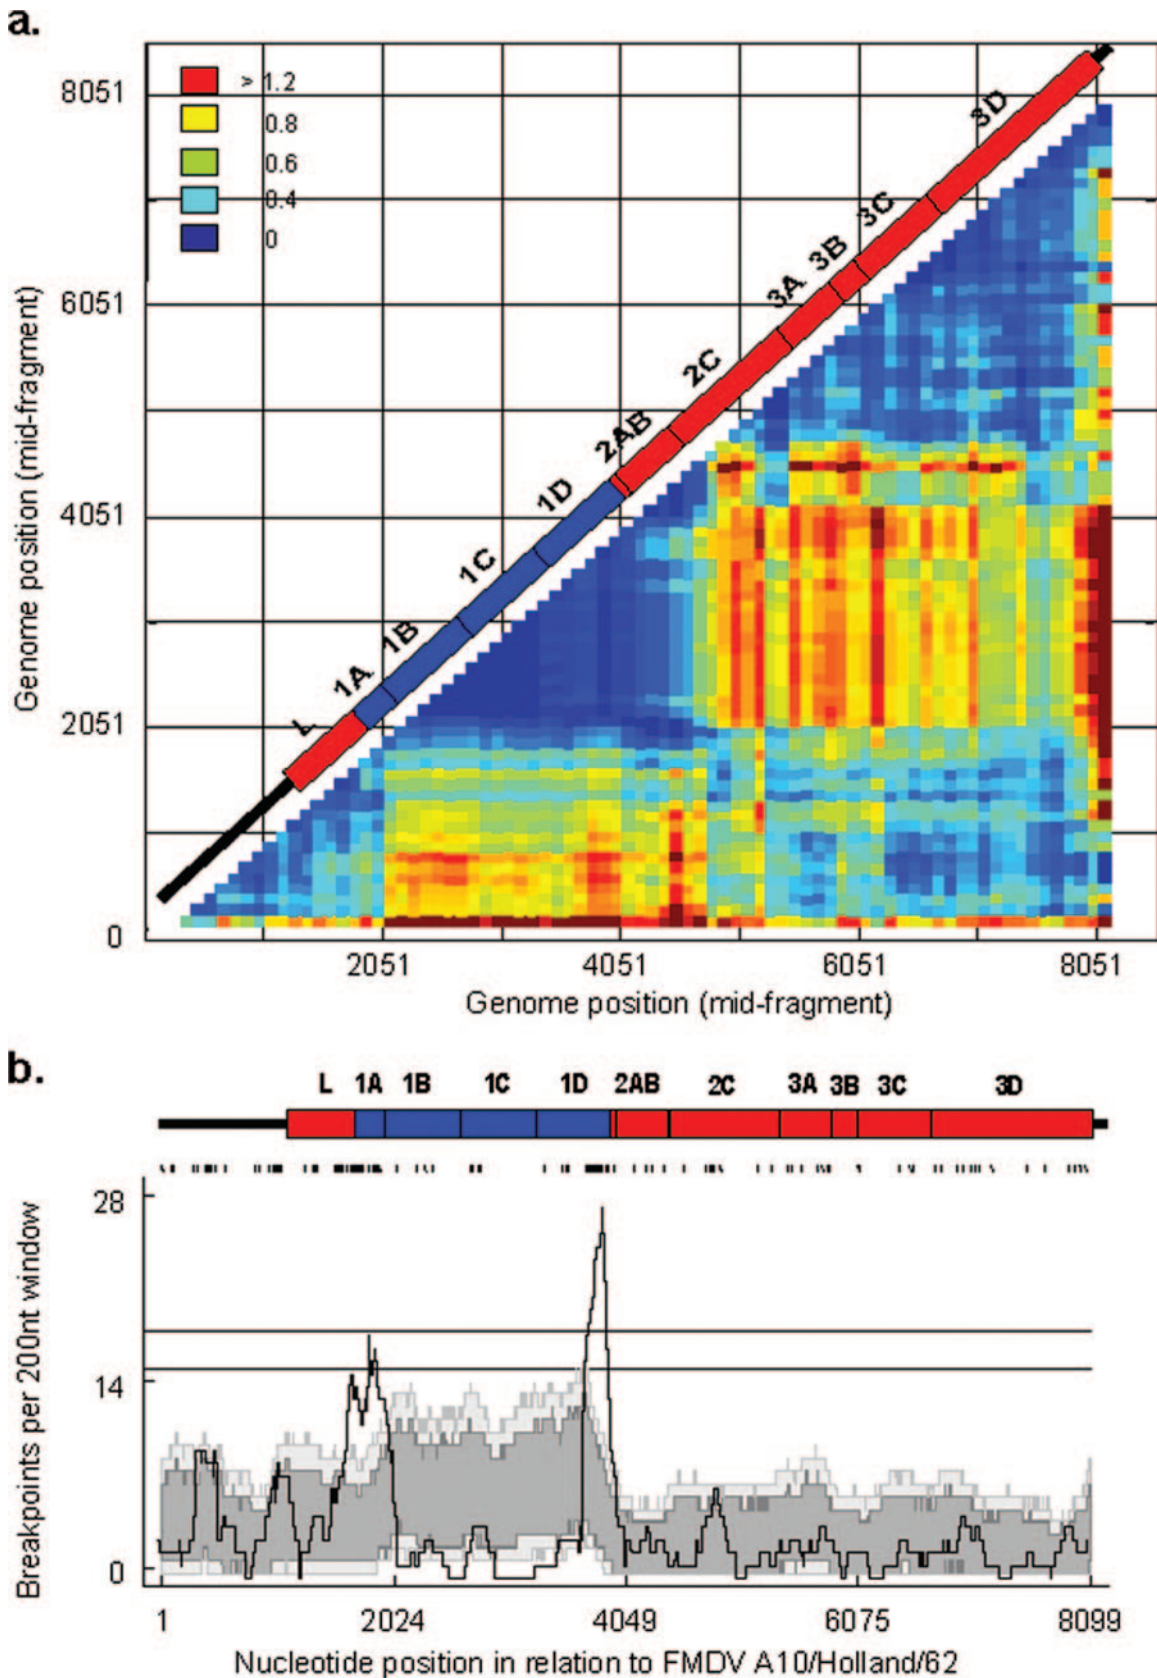 a.
8051
6051
4051
2051
0
Genome position (mid-fragment)
> 1.2
0.8
0.6
0.4
0
L
1A
1B
1C
1D
2AB
2C
3A
3B
3C
3D
2051
4051
6051
8051
Genome position (mid-fragment)
b.
L 1A 1B 1C 1D 2AB 2C 3A 3B 3C 3D
28
14
0
Breakpoints per 200nt window
1 2024 4049 6075 8099
Nucleotide position in relation to FMDV A10/Holland/62